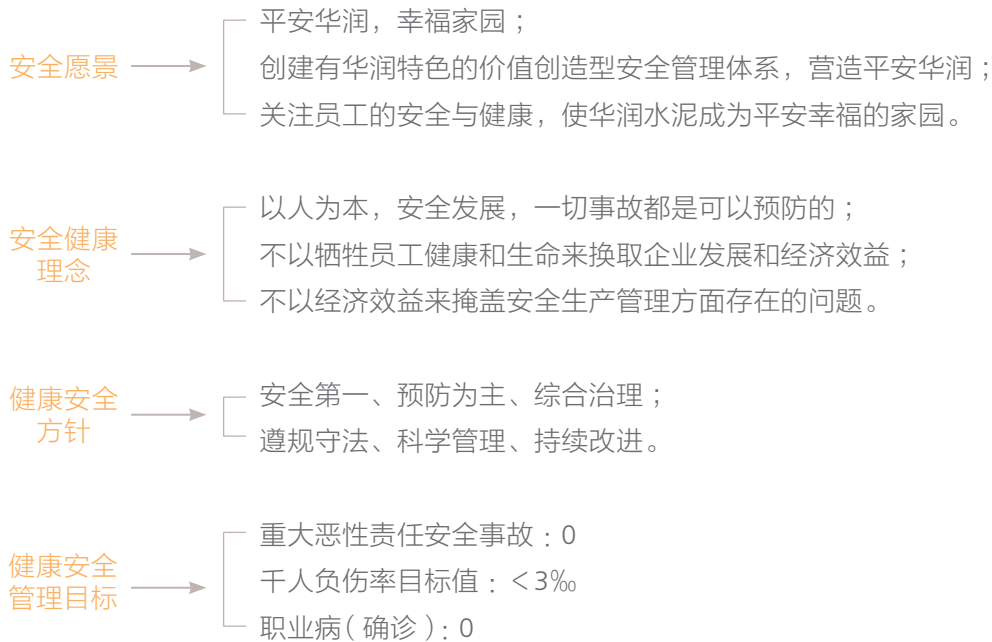 安全愿景
平安华润，幸福家园；
创建有华润特色的价值创造型安全管理体系，营造平安华润；
关注员工的安全与健康，使华润水泥成为平安幸福的家园。
安全健康
理念
以人为本，安全发展，一切事故都是可以预防的；
不以牺牲员工健康和生命来换取企业发展和经济效益；
不以经济效益来掩盖安全生产管理方面存在的问题。
健康安全
方针
安全第一、预防为主、综合治理；
遵规守法、科学管理、持续改进。
健康安全
管理目标
重大恶性责任安全事故：0
千人负伤率目标值：＜3‰
职业病（确诊）：0